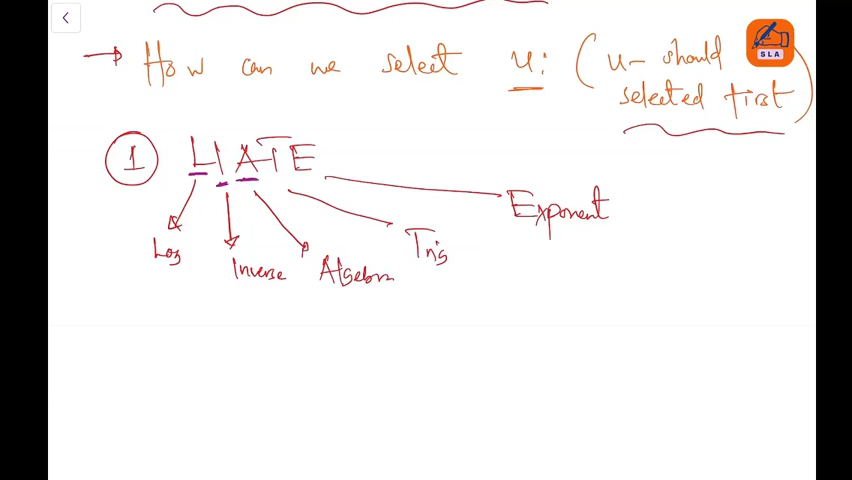 How can we select u: (u- should
selected first)
SLA
1 LIATE
Exponent
Trig
Log Inverse Algebra